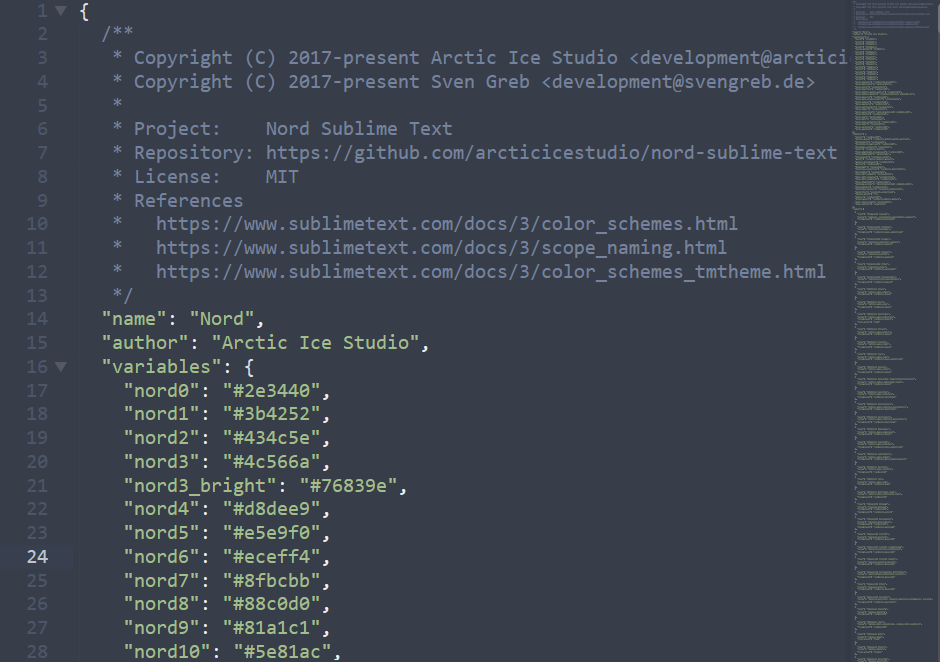 1 {
2 /**
3 * Copyright (C) 2017-present Arctic Ice Studio <development@arctici
4 * Copyright (C) 2017-present Sven Greb <development@svengreb.de>
5 *
6 * Project:    Nord Sublime Text
7 * Repository: https://github.com/arcticicestudio/nord-sublime-text
8 * License:    MIT
9 * References
10 *   https://www.sublimetext.com/docs/3/color_schemes.html
11 *   https://www.sublimetext.com/docs/3/scope_naming.html
12 *   https://www.sublimetext.com/docs/3/color_schemes_tmtheme.html
13 */
14 "name": "Nord",
15 "author": "Arctic Ice Studio",
16 "variables": {
17 "nord0": "#2e3440",
18 "nord1": "#3b4252",
19 "nord2": "#434c5e",
20 "nord3": "#4c566a",
21 "nord3_bright": "#76839e",
22 "nord4": "#d8dee9",
23 "nord5": "#e5e9f0",
24 "nord6": "#eceff4",
25 "nord7": "#8fbcbb",
26 "nord8": "#88c0d0",
27 "nord9": "#81a1c1",
28 "nord10": "#5e81ac",